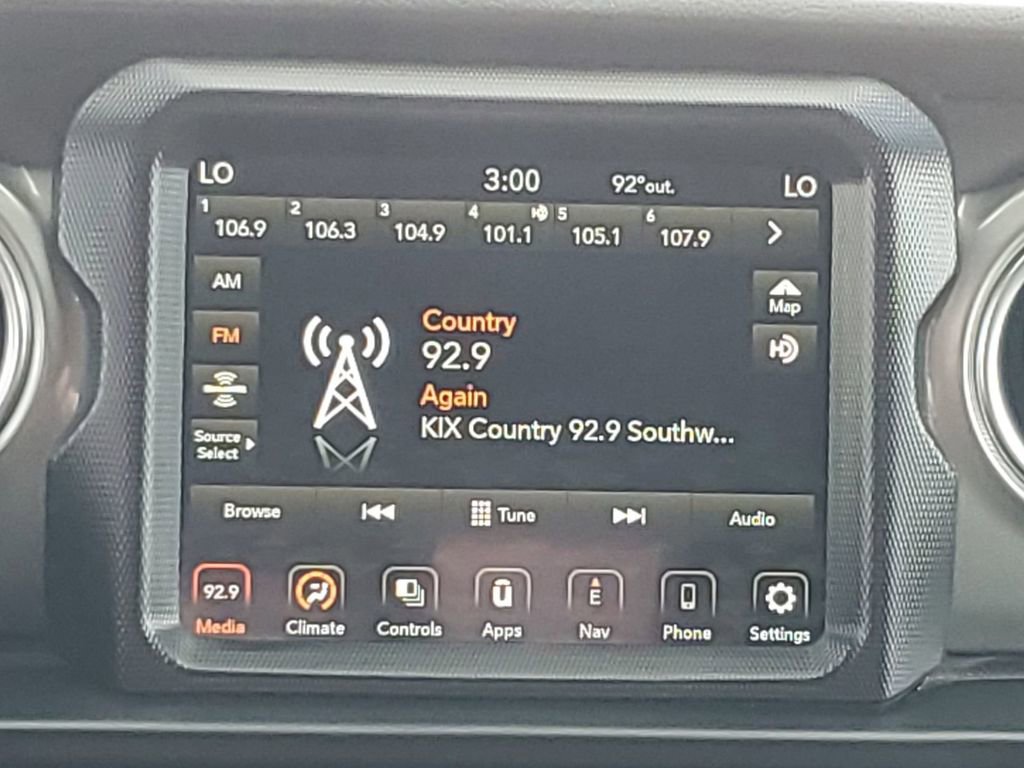 LO 3:00 92°out. LO
1 106.9 2 106.3 3 104.9 4 101.1 HD 5 105.1 6 107.9
AM
FM
Source
Select
Country
92.9
Again
KIX Country 92.9 Southw...
Map
HD
Browse Tune Audio
92.9 E
Media Climate Controls Apps Nav Phone Settings